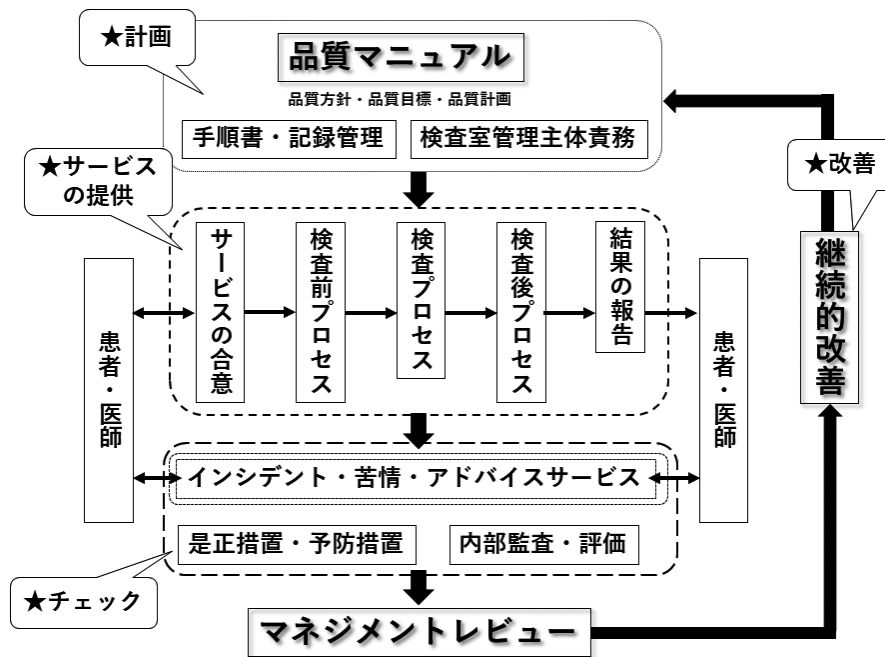 ★計画
品質マニュアル
品質方針・品質目標・品質計画
手順書・記録管理
検査室管理主体責務
★サービス
の提供
★改善
サービスの合意
検査前プロセス
検査プロセス
検査後プロセス
結果の報告
患者・医師
患者・医師
継続的改善
インシデント・苦情・アドバイスサービス
是正措置・予防措置
内部監査・評価
★チェック
マネジメントレビュー